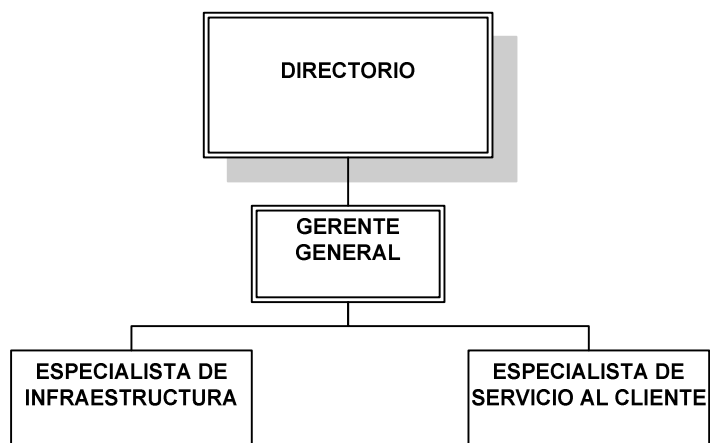 DIRECTORIO
GERENTE
GENERAL
ESPECIALISTA DE
INFRAESTRUCTURA
ESPECIALISTA DE
SERVICIO AL CLIENTE